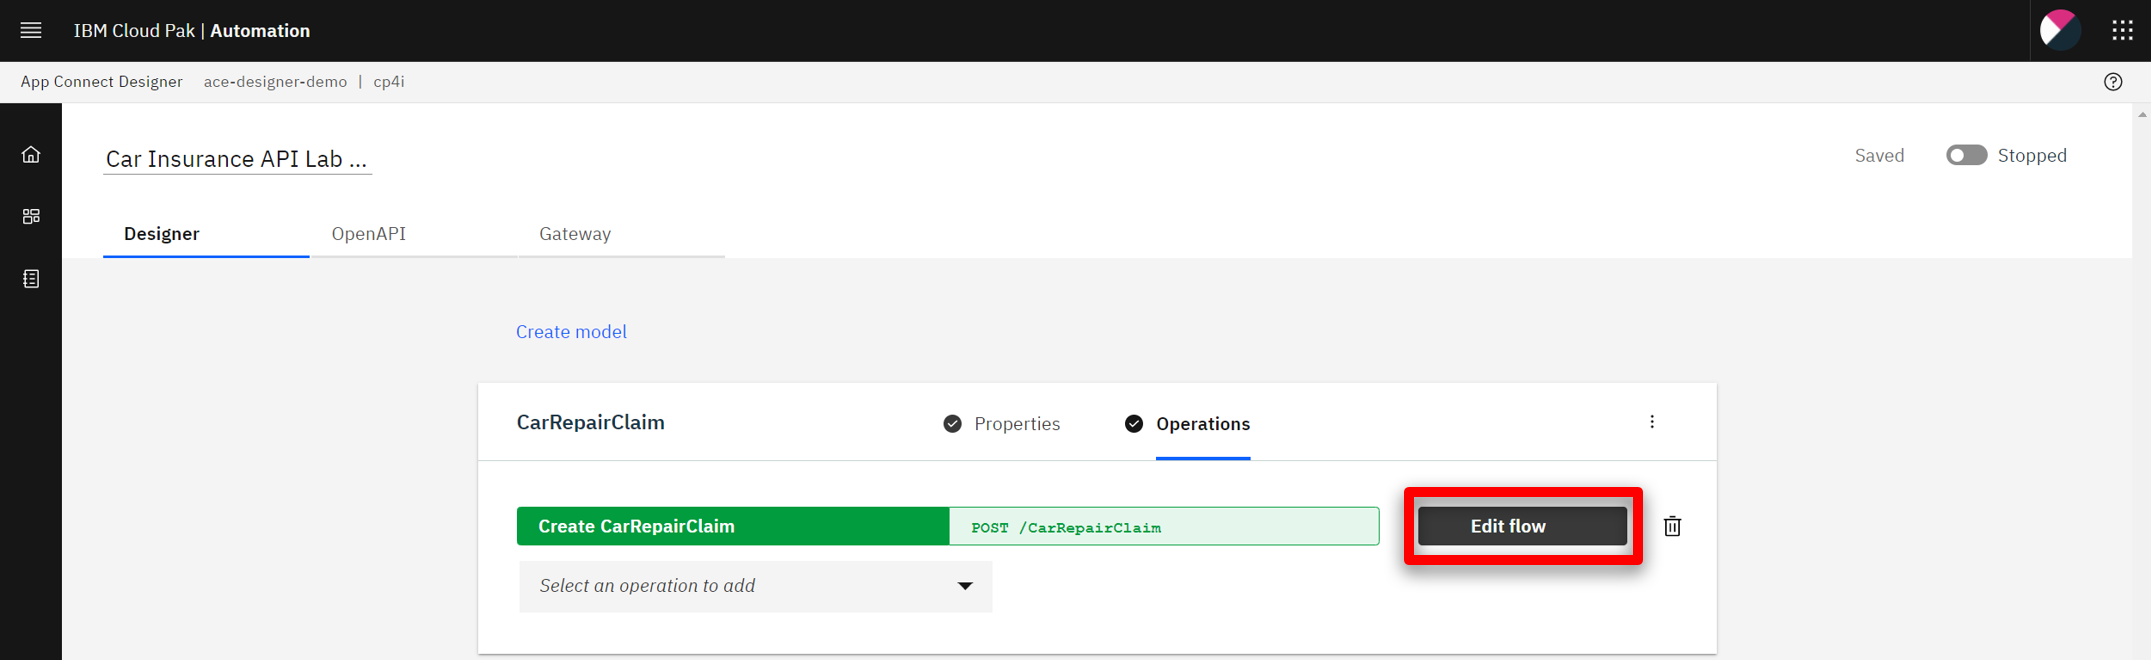 IBM Cloud Pak | Automation
App Connect Designer ace-designer-demo | cp4i
Car Insurance API Lab ...
Saved
Stopped
Designer
OpenAPI
Gateway
Create model
CarRepairClaim
Properties
Operations
Create CarRepairClaim
POST /CarRepairClaim
Edit flow
Select an operation to add